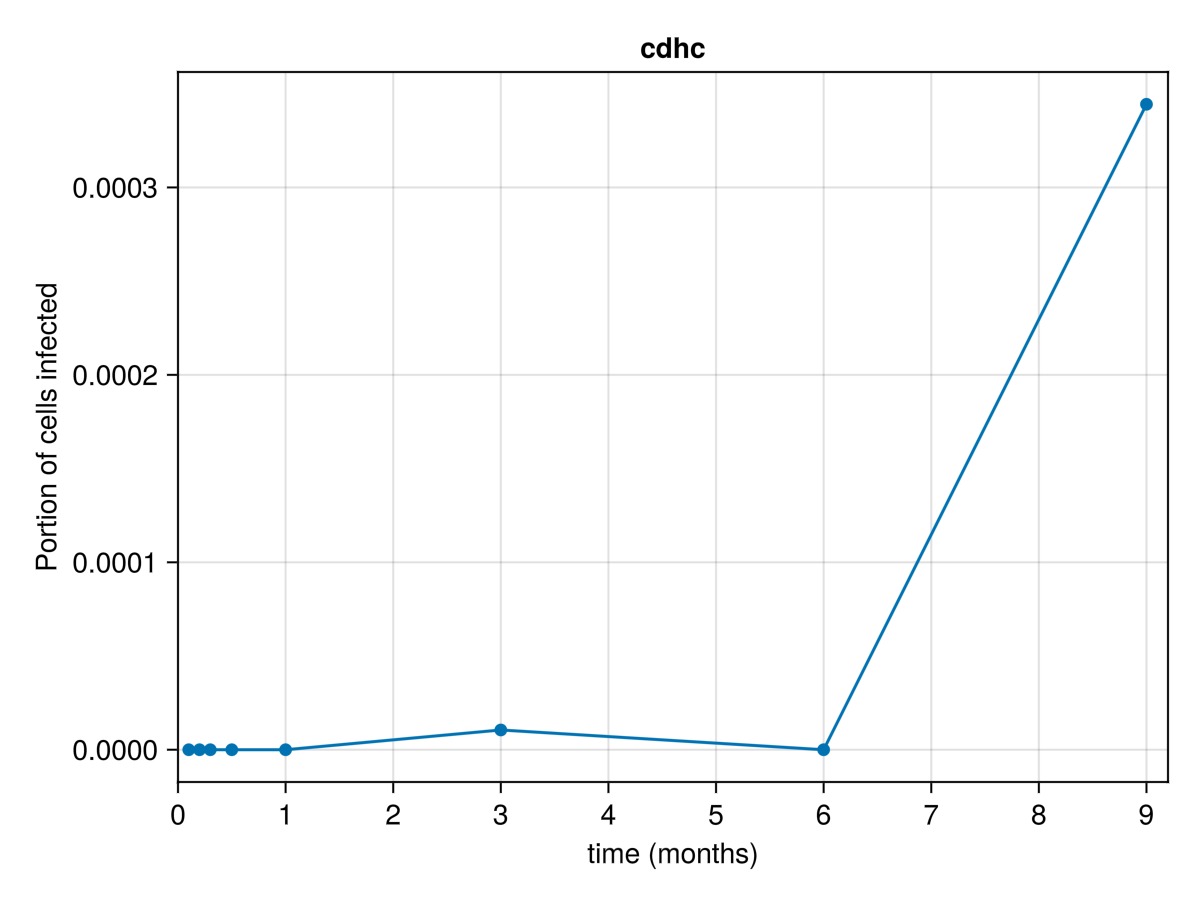 cdhc
Portion of cells infected
0.0003
0.0002
0.0001
0.0000
0 1 2 3 4 5 6 7 8 9
time (months)